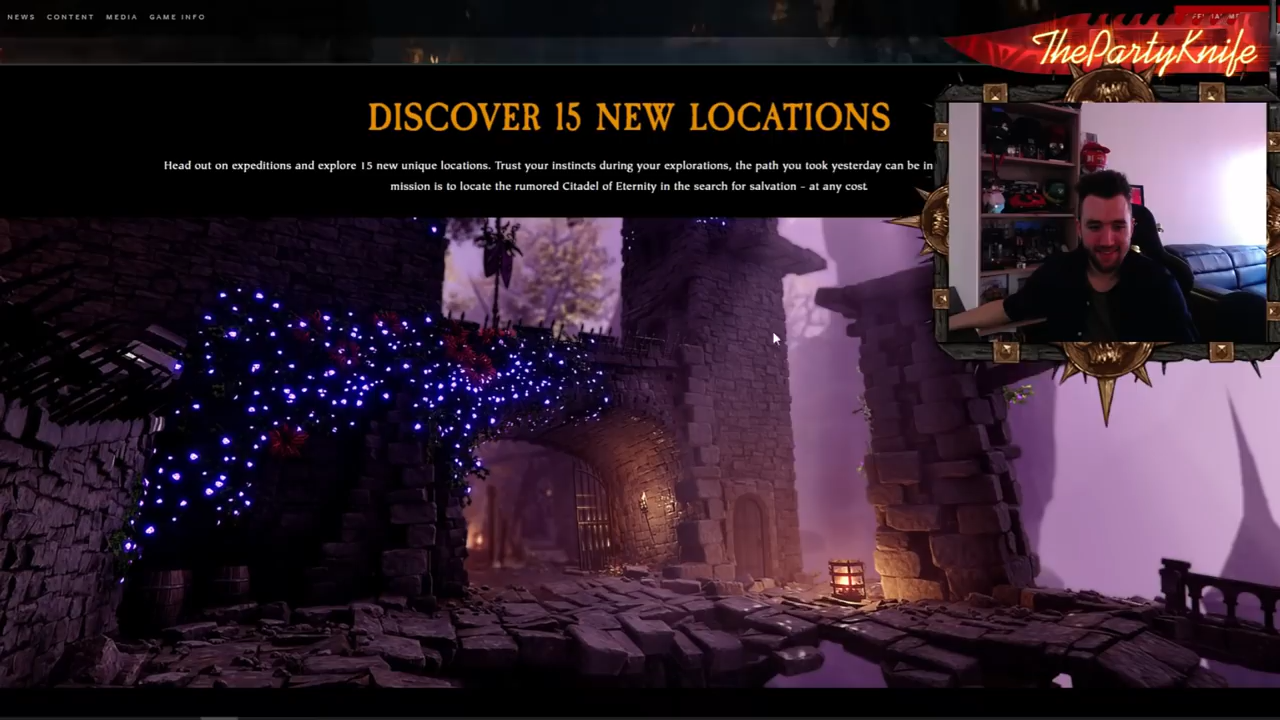 NEWS CONTENT MEDIA GAME INFO
ThePartyKnife
DISCOVER 15 NEW LOCATIONS
Head out on expeditions and explore 15 new unique locations. Trust your instincts during your explorations, the path you took yesterday can be in
mission is to locate the rumored Citadel of Eternity in the search for salvation - at any cost.